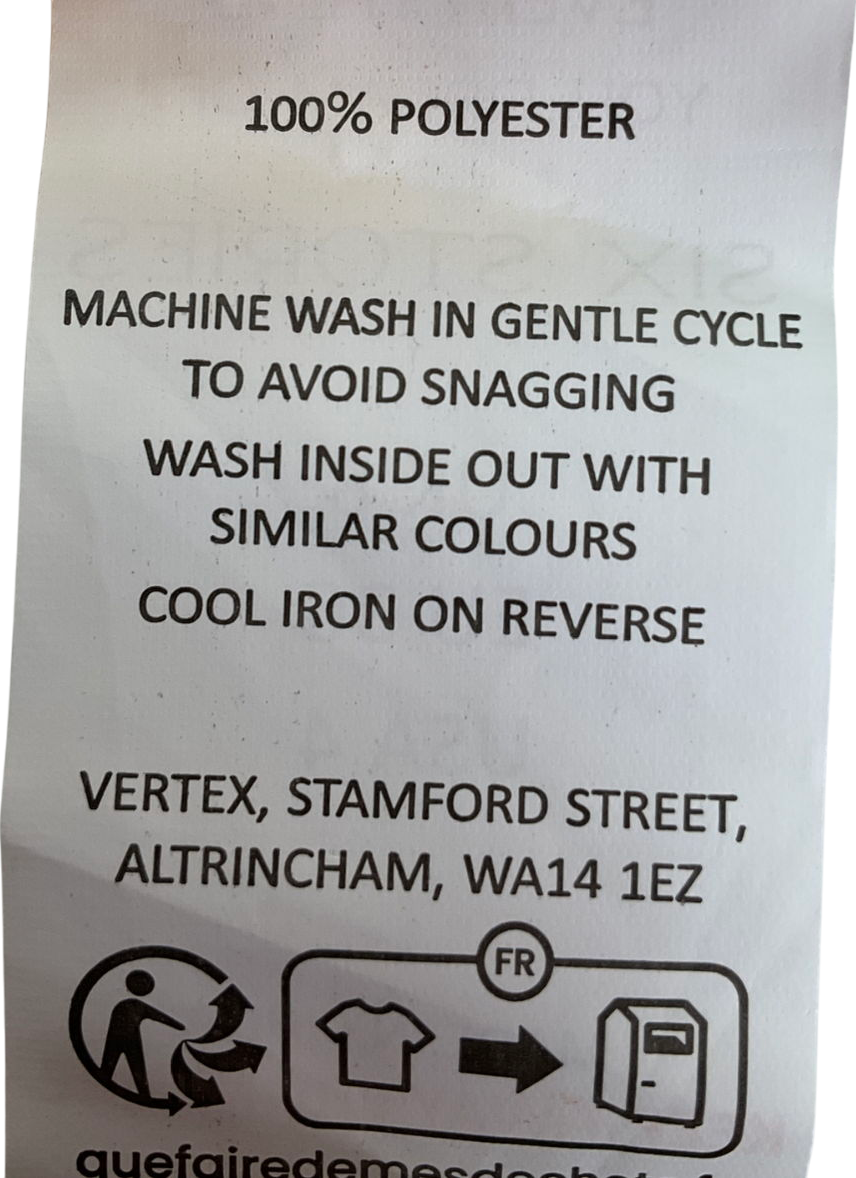 100% POLYESTER
MACHINE WASH IN GENTLE CYCLE
TO AVOID SNAGGING
WASH INSIDE OUT WITH
SIMILAR COLOURS
COOL IRON ON REVERSE
VERTEX, STAMFORD STREET,
ALTRINCHAM, WA14 1EZ
FR